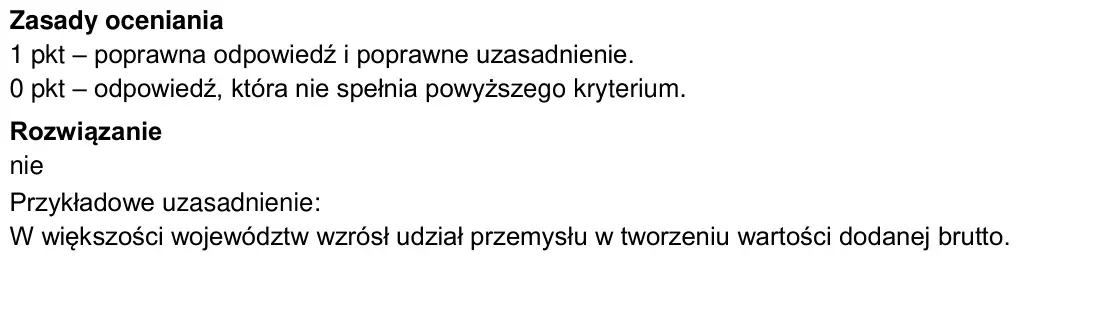 Zasady oceniania
1 pkt – poprawna odpowiedź i poprawne uzasadnienie.
0 pkt – odpowiedź, która nie spełnia powyższego kryterium.
Rozwiązanie
nie
Przykładowe uzasadnienie:
W większości województw wzrósł udział przemysłu w tworzeniu wartości dodanej brutto.